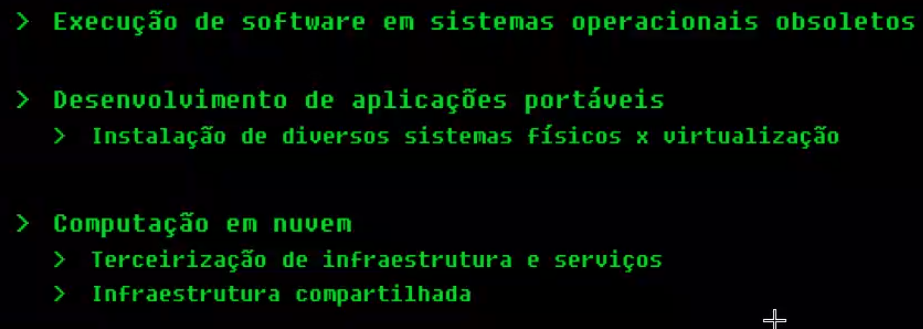 > Execução de software em sistemas operacionais obsoletos
> Desenvolvimento de aplicações portáveis
> Instalação de diversos sistemas físicos x virtualização
> Computação em nuvem
> Terceirização de infraestrutura e serviços
> Infraestrutura compartilhada